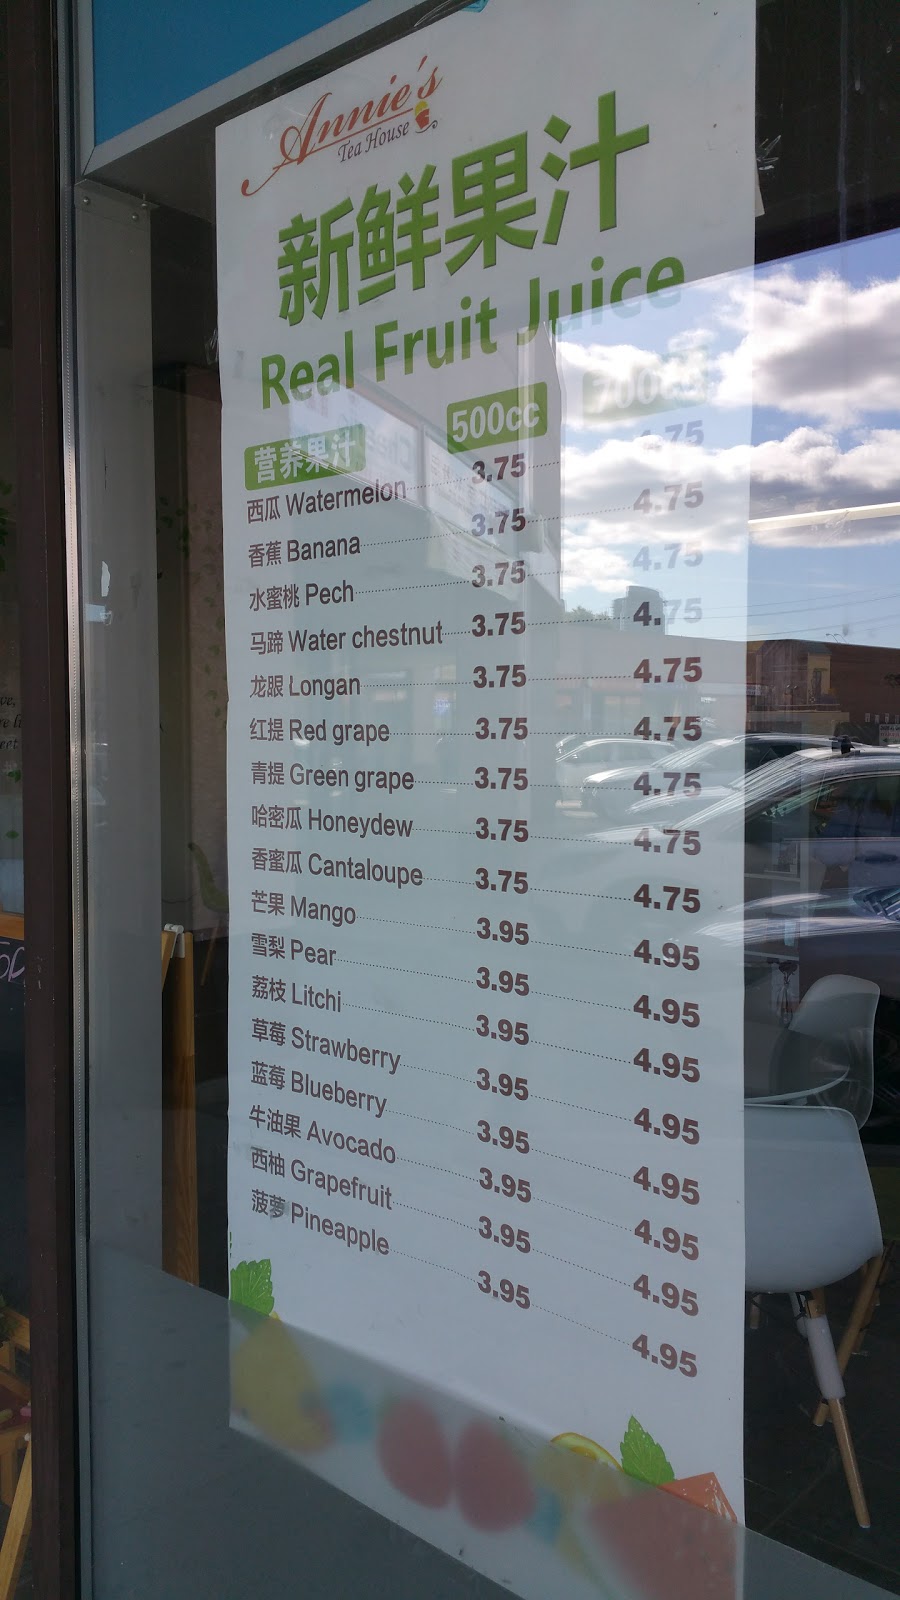 Annie's
Tea House
新鲜果汁
Real Fruit Juice
营养果汁 500cc 700cc
西瓜 Watermelon 3.75 4.75
香蕉 Banana 3.75 4.75
水蜜桃 Pech 3.75 4.75
马蹄 Water chestnut 3.75 4.75
龙眼 Longan 3.75 4.75
红提 Red grape 3.75 4.75
青提 Green grape 3.75 4.75
哈密瓜 Honeydew 3.75 4.75
香蜜瓜 Cantaloupe 3.75 4.75
芒果 Mango 3.95 4.95
雪梨 Pear 3.95 4.95
荔枝 Litchi 3.95 4.95
草莓 Strawberry 3.95 4.95
蓝莓 Blueberry 3.95 4.95
牛油果 Avocado 3.95 4.95
西柚 Grapefruit 3.95 4.95
菠萝 Pineapple 3.95 4.95